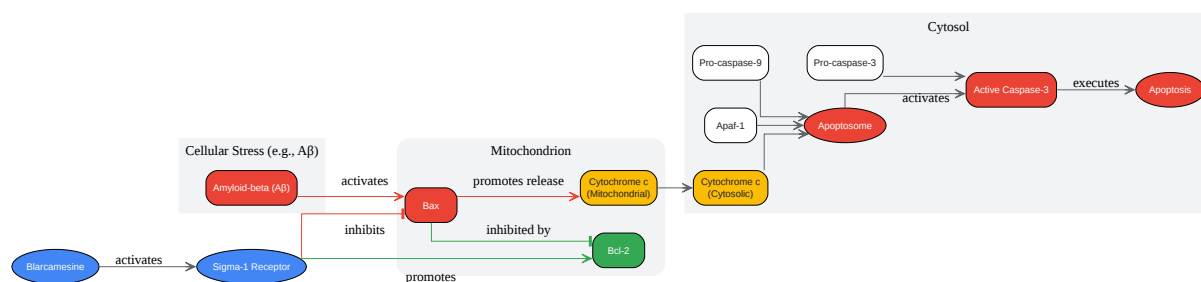 Cytosol
Pro-caspase-9
Pro-caspase-3
Active Caspase-3
executes
Apoptosis
activates
Apaf-1
Apoptosome
Cellular Stress (e.g., Aβ)
Mitochondrion
Amyloid-beta (Aβ)
activates
promotes release
Cytochrome c
(Mitochondrial)
Cytochrome c
(Cytosolic)
Bax
inhibits
inhibited by
Bcl-2
Blarcamesine
activates
Sigma-1 Receptor
promotes